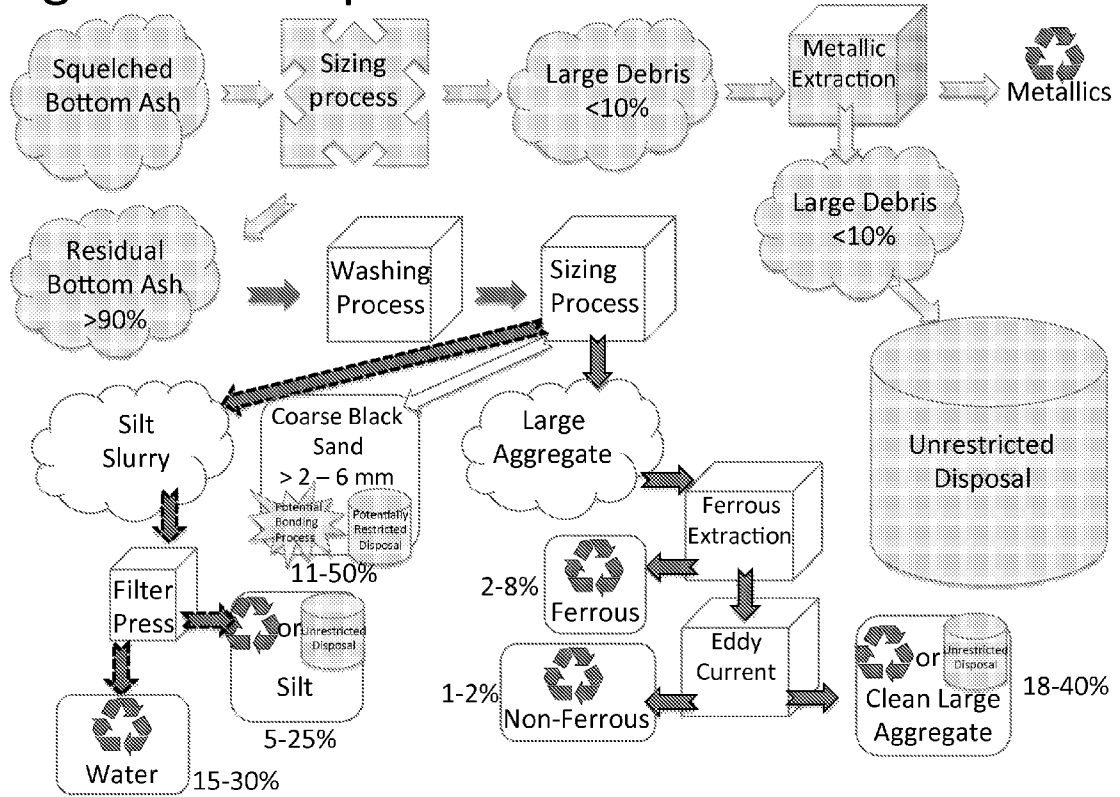 Squelched
Bottom Ash
Sizing
process
Large Debris
<10%
Metallic
Extraction
Metallics
Large Debris
<10%
Residual
Bottom Ash
>90%
Washing
Process
Sizing
Process
Unrestricted
Disposal
Silt
Slurry
Coarse Black
Sand
> 2 – 6 mm
Potential
Bonding
Process
Potentially
Restricted
Disposal
11-50%
Large
Aggregate
Ferrous
Extraction
2-8%
Ferrous
Filter
Press
or
Unrestricted
Disposal
Silt
5-25%
Water
15-30%
Eddy
Current
1-2%
Non-Ferrous
or
Unrestricted
Disposal
Clean Large
Aggregate
18-40%